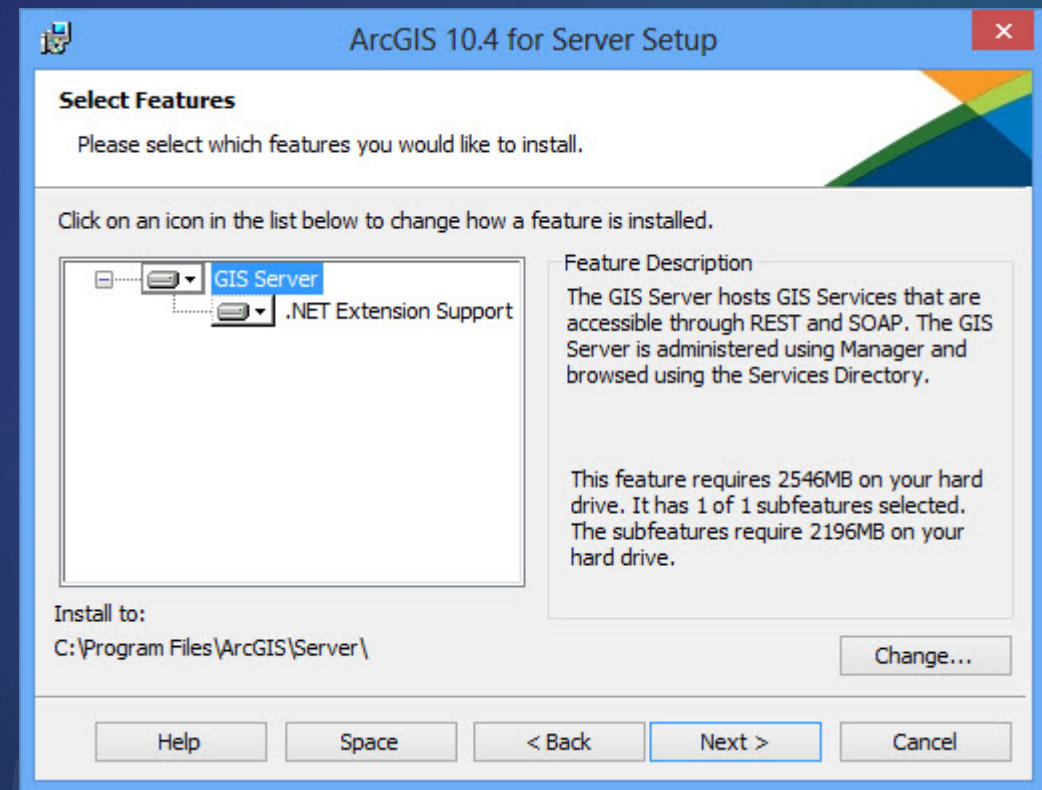 ArcGIS 10.4 for Server Setup
Select Features
Please select which features you would like to install.
Click on an icon in the list below to change how a feature is installed.
GIS Server
.NET Extension Support
Feature Description
The GIS Server hosts GIS Services that are
accessible through REST and SOAP. The GIS
Server is administered using Manager and
browsed using the Services Directory.
This feature requires 2546MB on your hard
drive. It has 1 of 1 subfeatures selected.
The subfeatures require 2196MB on your
hard drive.
Install to:
C:\Program Files\ArcGIS\Server\
Change...
Help
Space
< Back
Next >
Cancel